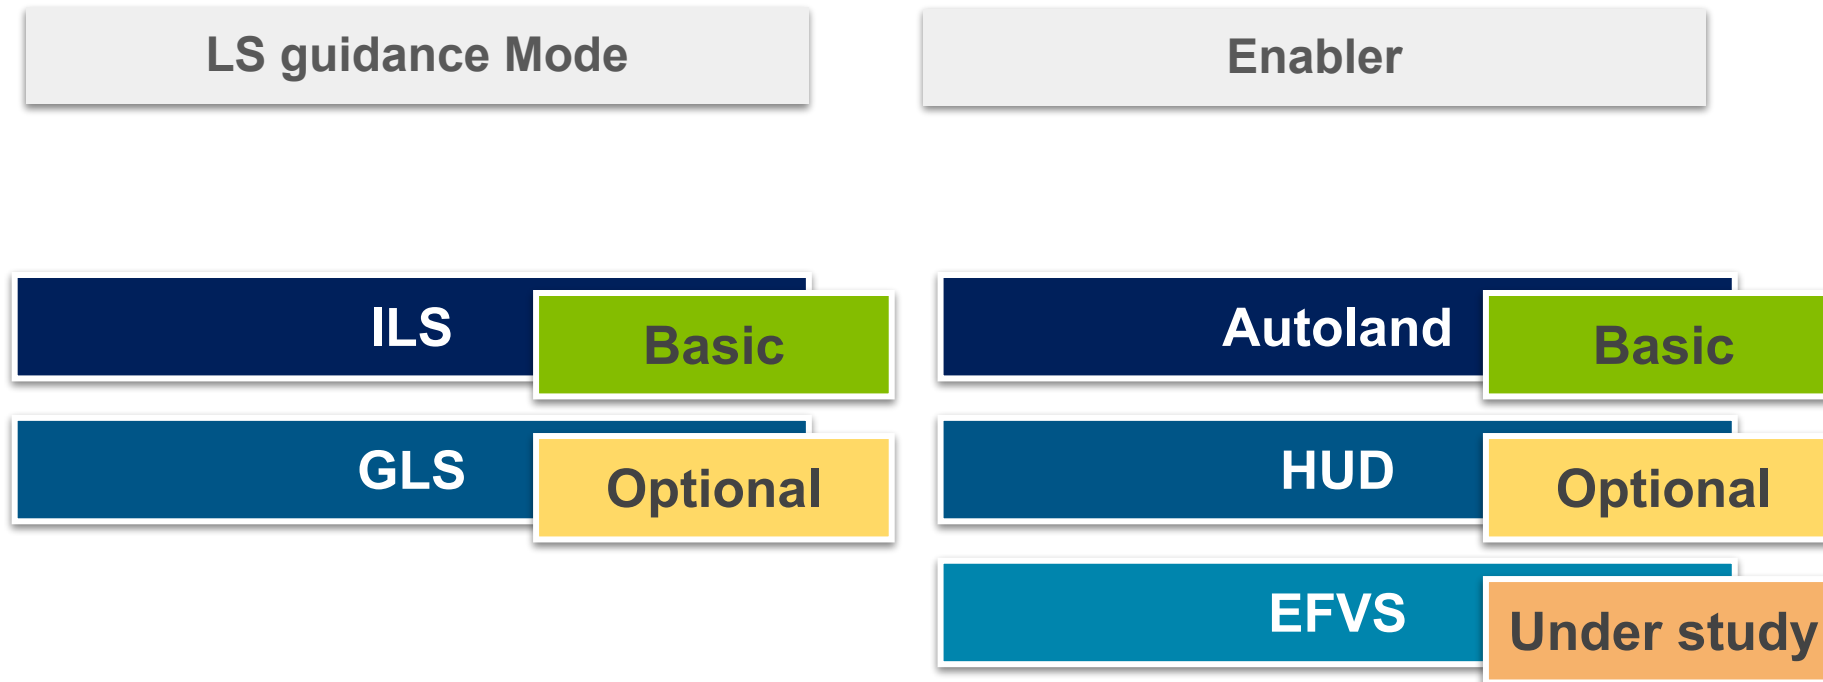 LS guidance Mode
Enabler
ILS
Basic
Autoland
Basic
GLS
Optional
HUD
Optional
EFVS
Under study